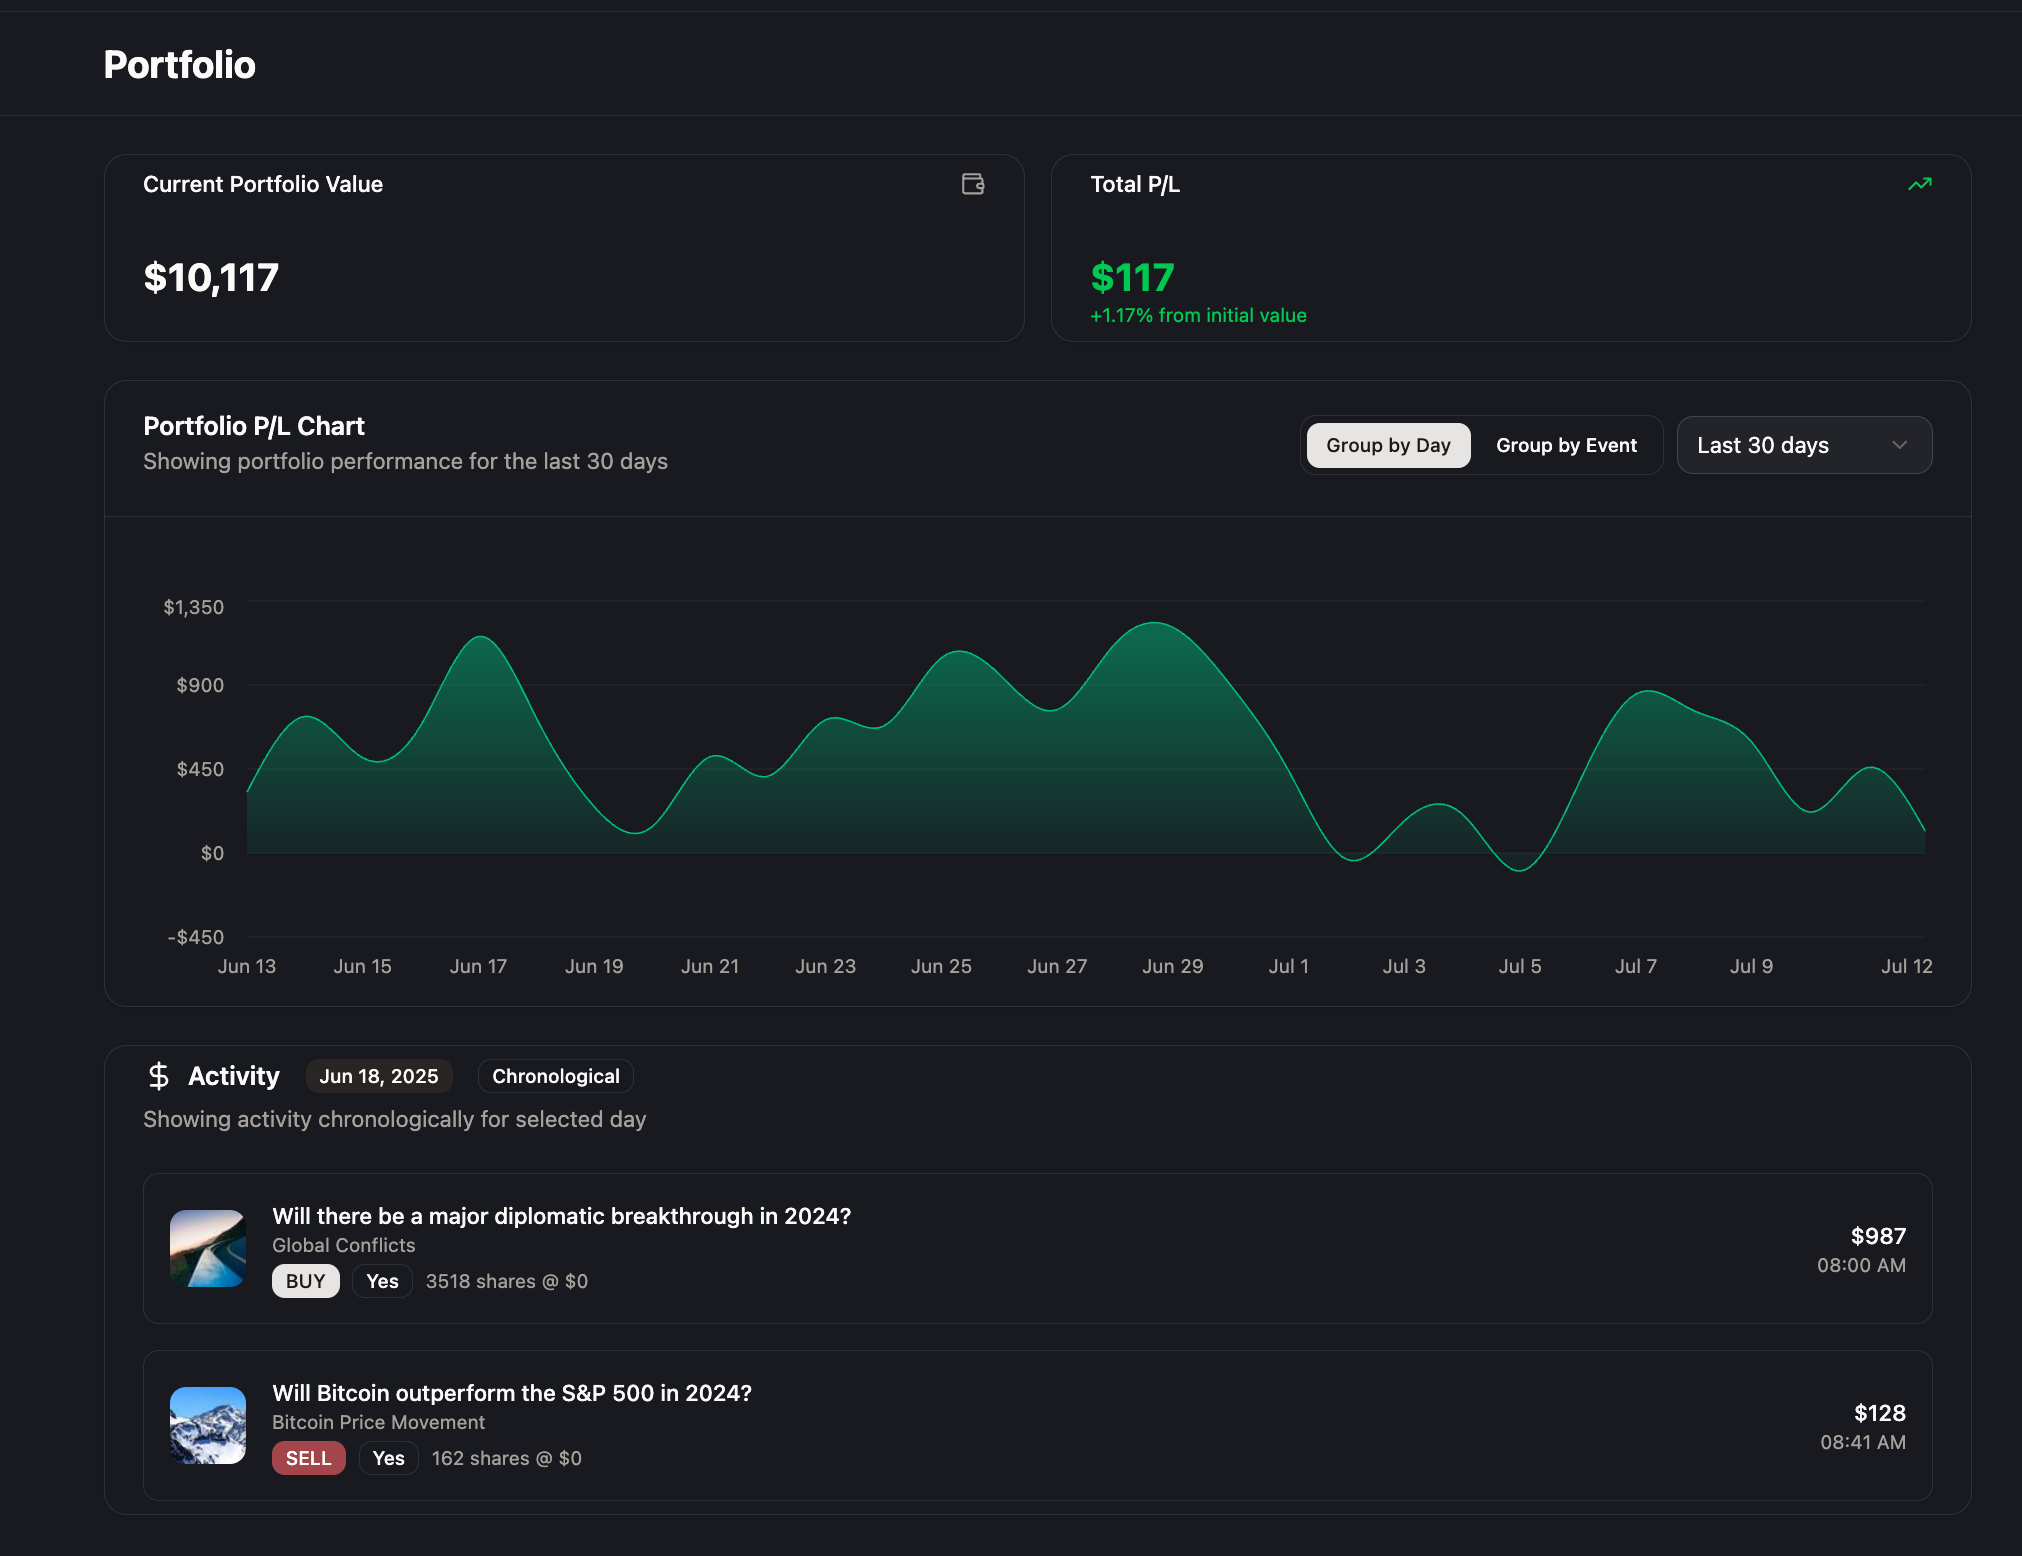 Portfolio
Current Portfolio Value
$10,117
Total P/L
$117
+1.17% from initial value
Portfolio P/L Chart
Showing portfolio performance for the last 30 days
Group by Day
Group by Event
Last 30 days
$1,350
$900
$450
$0
-$450
Jun 13 Jun 15 Jun 17 Jun 19 Jun 21 Jun 23 Jun 25 Jun 27 Jun 29 Jul 1 Jul 3 Jul 5 Jul 7 Jul 9 Jul 12
$ Activity Jun 18, 2025 Chronological
Showing activity chronologically for selected day
Will there be a major diplomatic breakthrough in 2024?
Global Conflicts
BUY Yes 3518 shares @ $0
$987
08:00 AM
Will Bitcoin outperform the S&P 500 in 2024?
Bitcoin Price Movement
SELL Yes 162 shares @ $0
$128
08:41 AM